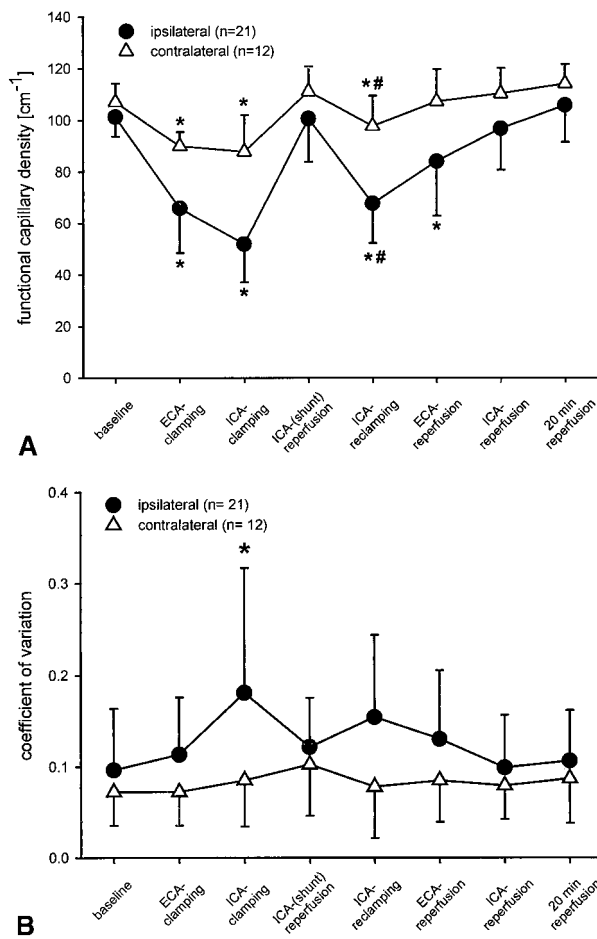 140
120
100
80
60
40
20
0
functional capillary density [cm⁻¹]
ipsilateral (n=21)
contralateral (n=12)
*
*
*#
*
*
*#
*
baseline
ECA-
clamping
ICA-
clamping
ICA-(shunt)
reperfusion
ICA-
reclamping
ECA-
reperfusion
ICA-
reperfusion
20 min
reperfusion
A
0.4
0.3
0.2
0.1
0.0
coefficient of variation
ipsilateral (n= 21)
contralateral (n= 12)
*
baseline
ECA-
clamping
ICA-
clamping
ICA-(shunt)
reperfusion
ICA-
reclamping
ECA-
reperfusion
ICA-
reperfusion
20 min
reperfusion
B